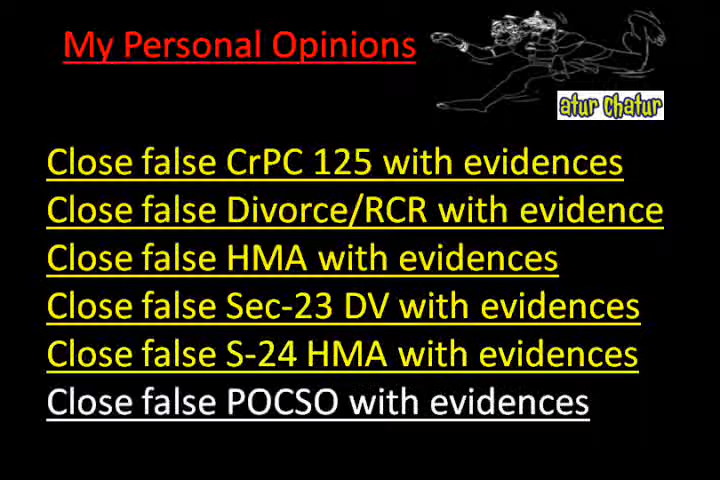 My Personal Opinions
atur Chatur
Close false CrPC 125 with evidences
Close false Divorce/RCR with evidence
Close false HMA with evidences
Close false Sec-23 DV with evidences
Close false S-24 HMA with evidences
Close false POCSO with evidences